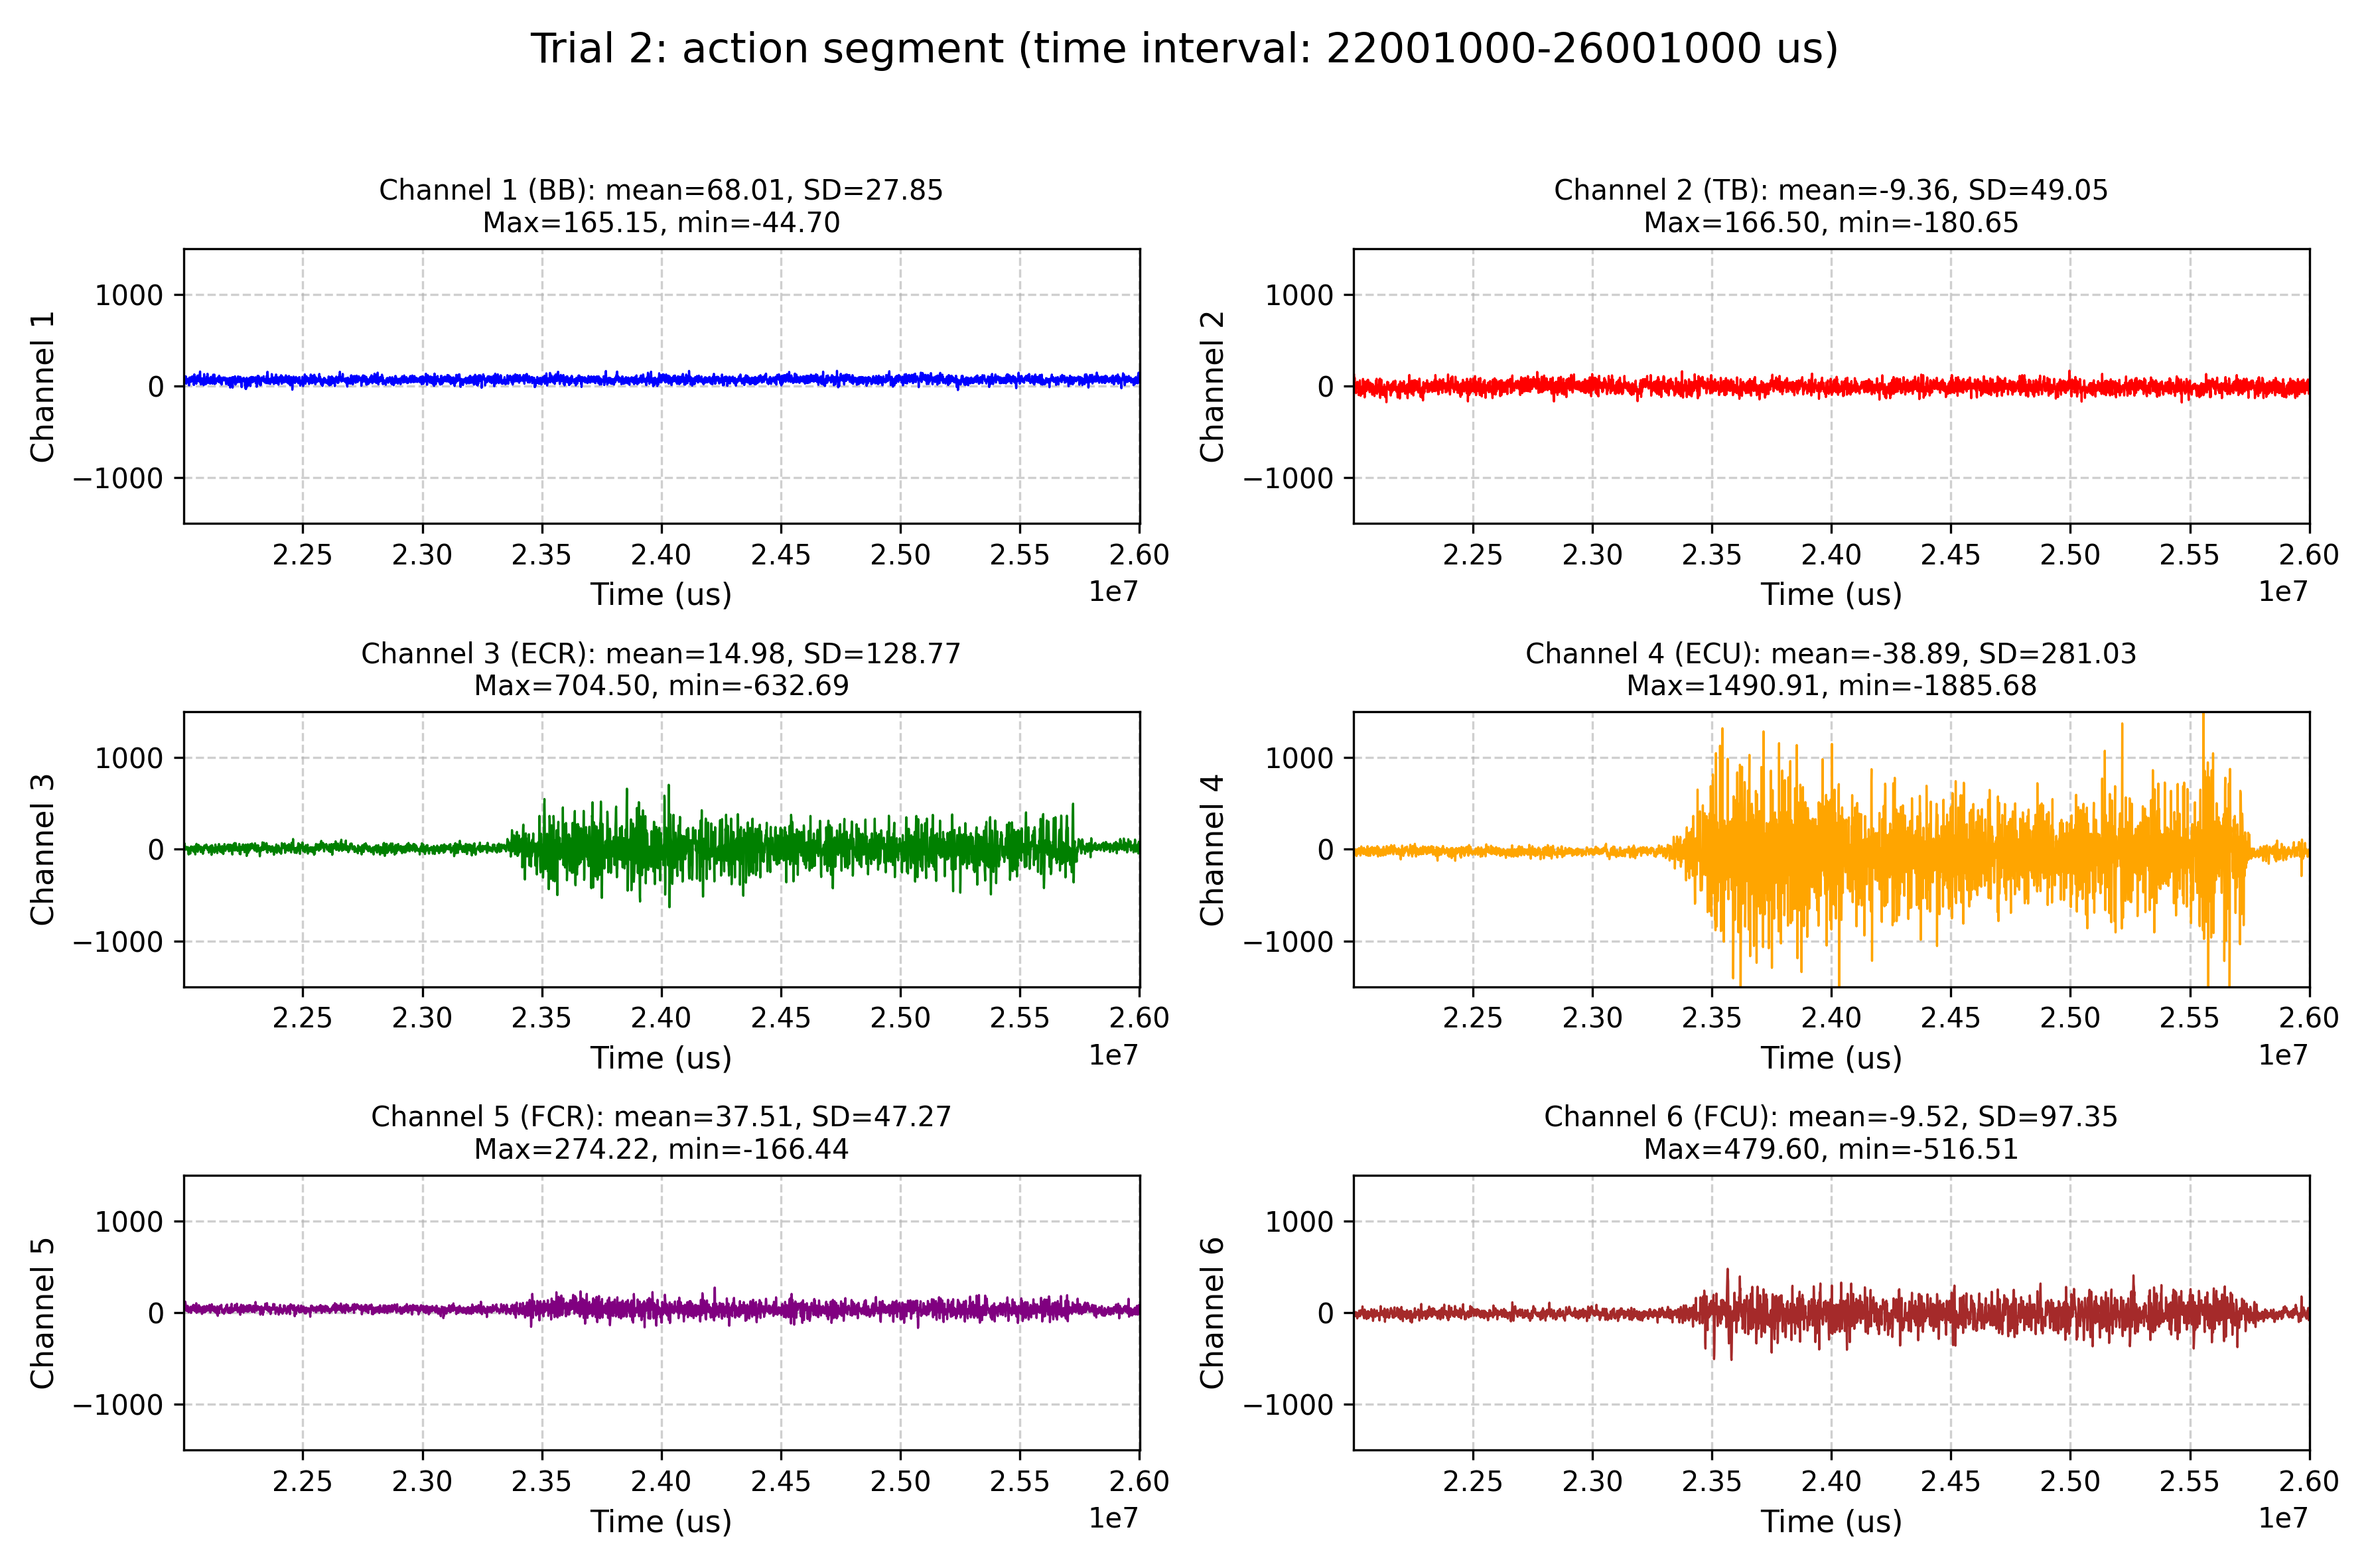 Trial 2: action segment (time interval: 22001000-26001000 us)
Channel 1 (BB): mean=68.01, SD=27.85
Max=165.15, min=-44.70
Channel 1
1000
0
−1000
2.25 2.30 2.35 2.40 2.45 2.50 2.55 2.60
Time (us)
1e7
Channel 2 (TB): mean=-9.36, SD=49.05
Max=166.50, min=-180.65
Channel 2
1000
0
−1000
2.25 2.30 2.35 2.40 2.45 2.50 2.55 2.60
Time (us)
1e7
Channel 3 (ECR): mean=14.98, SD=128.77
Max=704.50, min=-632.69
Channel 3
1000
0
−1000
2.25 2.30 2.35 2.40 2.45 2.50 2.55 2.60
Time (us)
1e7
Channel 4 (ECU): mean=-38.89, SD=281.03
Max=1490.91, min=-1885.68
Channel 4
1000
0
−1000
2.25 2.30 2.35 2.40 2.45 2.50 2.55 2.60
Time (us)
1e7
Channel 5 (FCR): mean=37.51, SD=47.27
Max=274.22, min=-166.44
Channel 5
1000
0
−1000
2.25 2.30 2.35 2.40 2.45 2.50 2.55 2.60
Time (us)
1e7
Channel 6 (FCU): mean=-9.52, SD=97.35
Max=479.60, min=-516.51
Channel 6
1000
0
−1000
2.25 2.30 2.35 2.40 2.45 2.50 2.55 2.60
Time (us)
1e7